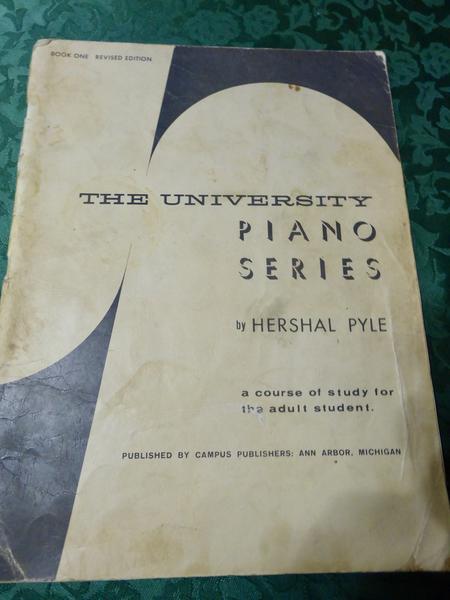 BOOK ONE REVISED EDITION
THE UNIVERSITY
PIANO
SERIES
by HERSHAL PYLE
a course of study for
the adult student.
PUBLISHED BY CAMPUS PUBLISHERS: ANN ARBOR, MICHIGAN